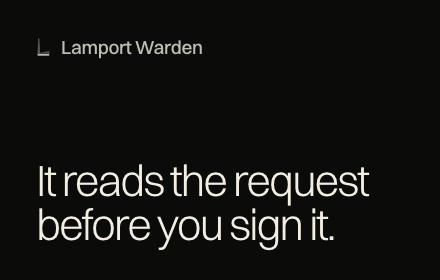 Lamport Warden
It reads the request
before you sign it.